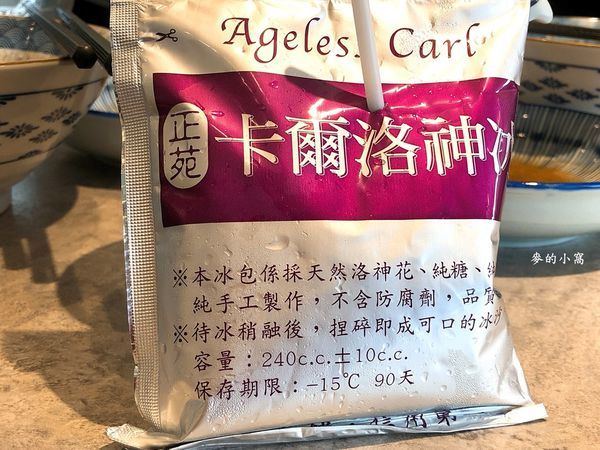 Ageless Carl
正苑
卡爾洛神冰
※本冰包係採天然洛神花、純糖、純
純手工製作，不含防腐劑，品質
※待冰稍融後，捏碎即成可口的冰沙
容量：240c.c.±10c.c.
保存期限：-15℃ 90天
麥的小窩